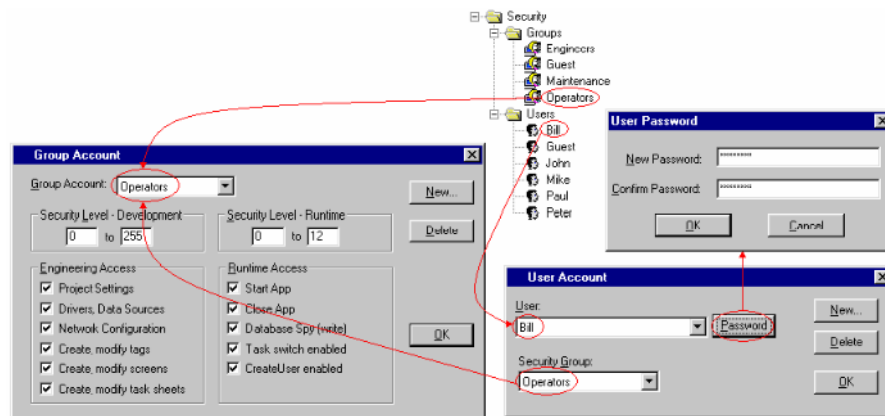 Security
Groups
Engineers
Guest
Maintenance
Operators
Users
Bill
Guest
John
Mike
Paul
Peter
Group Account
Group Account:
Operators
New...
Delete
Security Level - Development
0 to 255
Security Level - Runtime
0 to 12
Engineering Access
Project Settings
Drivers, Data Sources
Network Configuration
Create, modify tags
Create, modify screens
Create, modify task sheets
Runtime Access
Start App
Close App
Database Spy (write)
Task switch enabled
CreateUser enabled
OK
User Password
New Password:
********
Confirm Password:
********
OK
Cancel
User Account
User:
Bill
Password
New...
Delete
Security Group:
Operators
OK